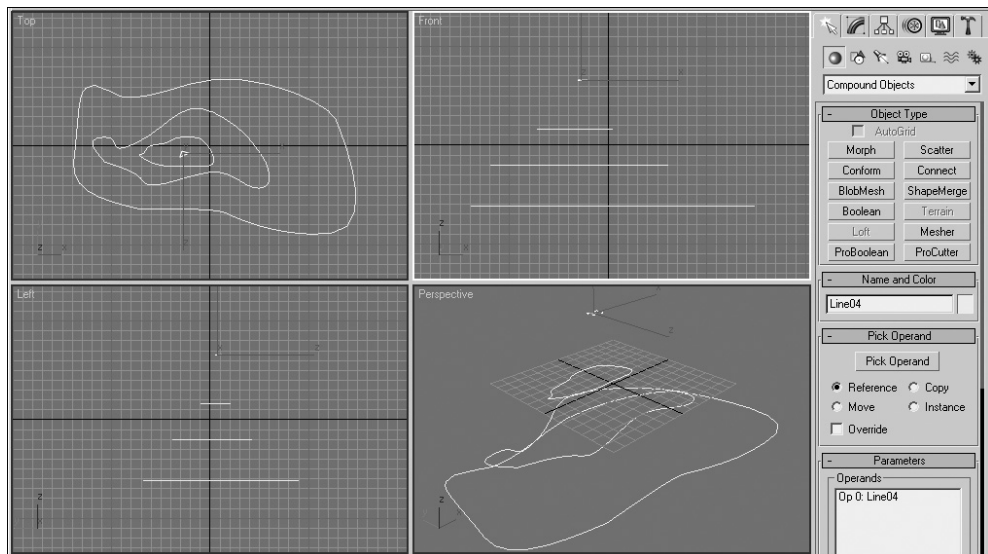 Top
Front
z x
z x
Left
Perspective
x
z
z
x
z
z
x
Compound Objects
- Object Type
AutoGrid
Morph Scatter
Conform Connect
BlobMesh ShapeMerge
Boolean Terrain
Loft Mesher
ProBoolean ProCutter
- Name and Color
Line04
- Pick Operand
Pick Operand
Reference Copy
Move Instance
Override
- Parameters
Operands
Op 0: Line04